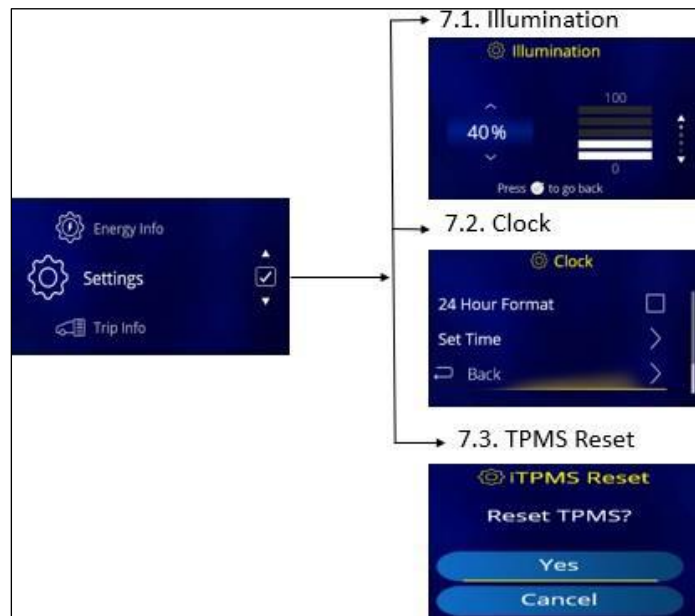 7.1. Illumination
Illumination
100
40%
0
Press to go back
Energy Info
Settings
Trip Info
7.2. Clock
Clock
24 Hour Format
Set Time
Back
7.3. TPMS Reset
iTPMS Reset
Reset TPMS?
Yes
Cancel